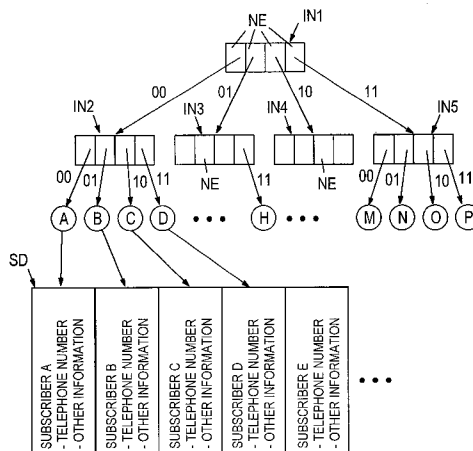 NE
IN1
00
01
10
11
IN2
IN3
IN4
IN5
00
01
10
11
NE
11
NE
00
01
10
11
A
B
C
D
• • •
H
• • •
M
N
O
P
SD
SUBSCRIBER A
- TELEPHONE NUMBER
- OTHER INFORMATION
SUBSCRIBER B
- TELEPHONE NUMBER
- OTHER INFORMATION
SUBSCRIBER C
- TELEPHONE NUMBER
- OTHER INFORMATION
SUBSCRIBER D
- TELEPHONE NUMBER
- OTHER INFORMATION
SUBSCRIBER E
- TELEPHONE NUMBER
- OTHER INFORMATION
• • •